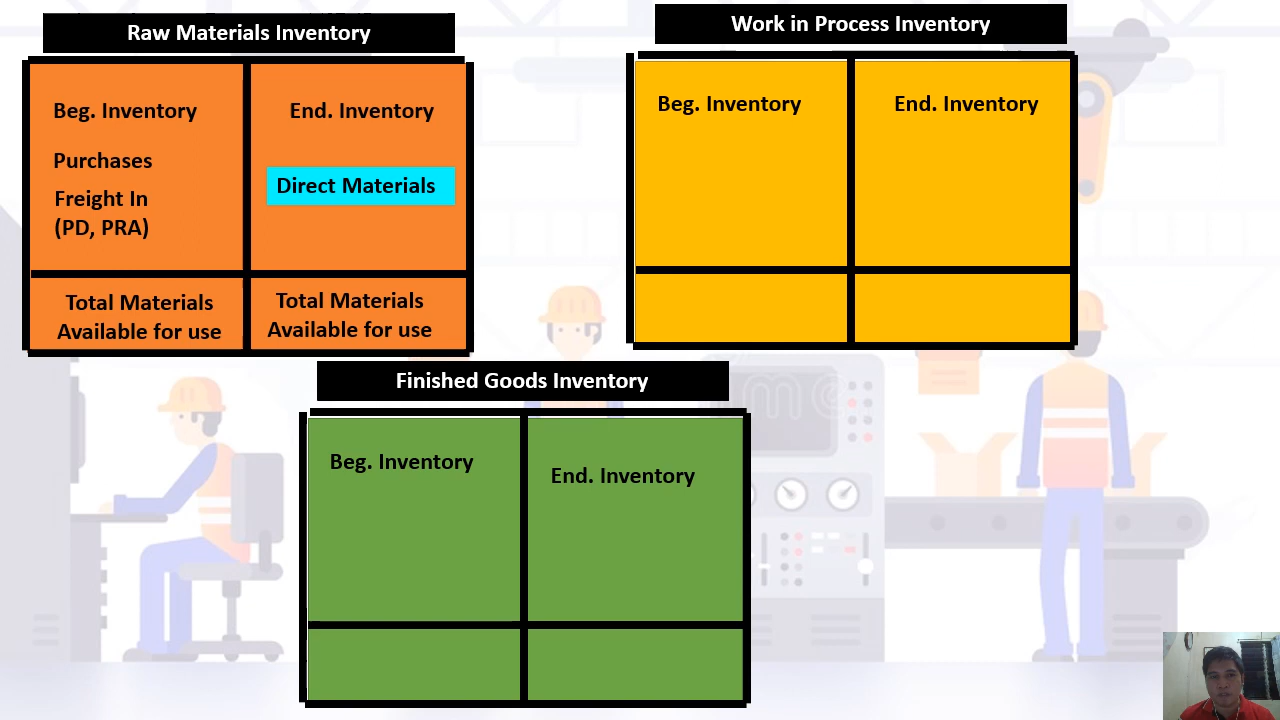 Raw Materials Inventory
Beg. Inventory
Purchases
Freight In
(PD, PRA)
End. Inventory
Direct Materials
Total Materials
Available for use
Total Materials
Available for use
Work in Process Inventory
Beg. Inventory
End. Inventory
Finished Goods Inventory
Beg. Inventory
End. Inventory